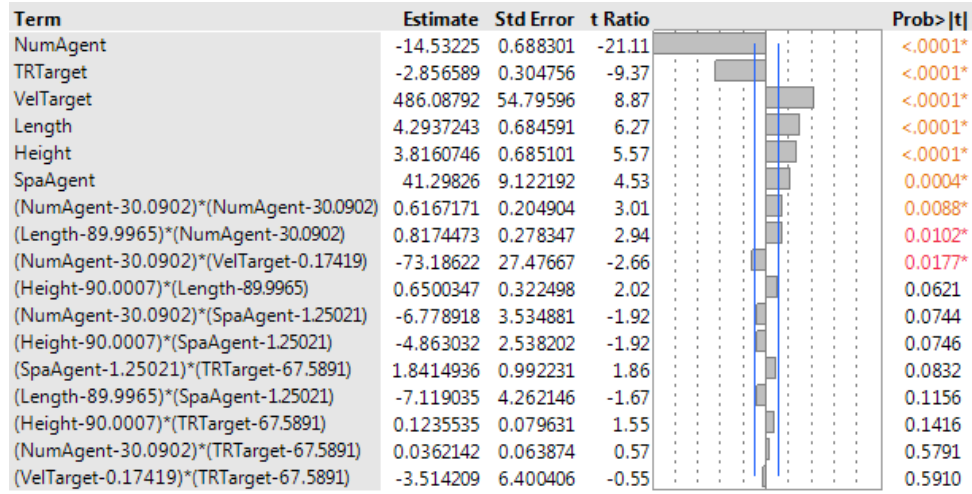 Term Estimate Std Error t Ratio Prob>|t|
NumAgent -14.53225 0.688301 -21.11 <.0001*
TRTarget -2.856589 0.304756 -9.37 <.0001*
VelTarget 486.08792 54.79596 8.87 <.0001*
Length 4.2937243 0.684591 6.27 <.0001*
Height 3.8160746 0.685101 5.57 <.0001*
SpaAgent 41.29826 9.122192 4.53 0.0004*
(NumAgent-30.0902)*(NumAgent-30.0902) 0.6167171 0.204904 3.01 0.0088*
(Length-89.9965)*(NumAgent-30.0902) 0.8174473 0.278347 2.94 0.0102*
(NumAgent-30.0902)*(VelTarget-0.17419) -73.18622 27.47667 -2.66 0.0177*
(Height-90.0007)*(Length-89.9965) 0.6500347 0.322498 2.02 0.0621
(NumAgent-30.0902)*(SpaAgent-1.25021) -6.778918 3.534881 -1.92 0.0744
(Height-90.0007)*(SpaAgent-1.25021) -4.863032 2.538202 -1.92 0.0746
(SpaAgent-1.25021)*(TRTarget-67.5891) 1.8414936 0.992231 1.86 0.0832
(Length-89.9965)*(SpaAgent-1.25021) -7.119035 4.262146 -1.67 0.1156
(Height-90.0007)*(TRTarget-67.5891) 0.1235535 0.079631 1.55 0.1416
(NumAgent-30.0902)*(TRTarget-67.5891) 0.0362142 0.063874 0.57 0.5791
(VelTarget-0.17419)*(TRTarget-67.5891) -3.514209 6.400406 -0.55 0.5910